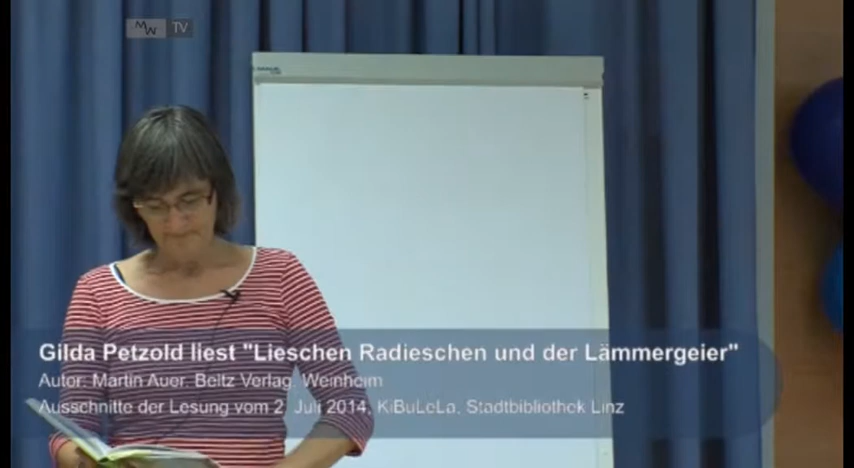 MW TV
Gilda Petzold liest "Lieschen Radieschen und der Lämmergeier"
Autor: Martin Auer. Beltz Verlag, Weinheim
Ausschnitte der Lesung vom 2. Juli 2014, KiBuLeLa, Stadtbibliothek Linz